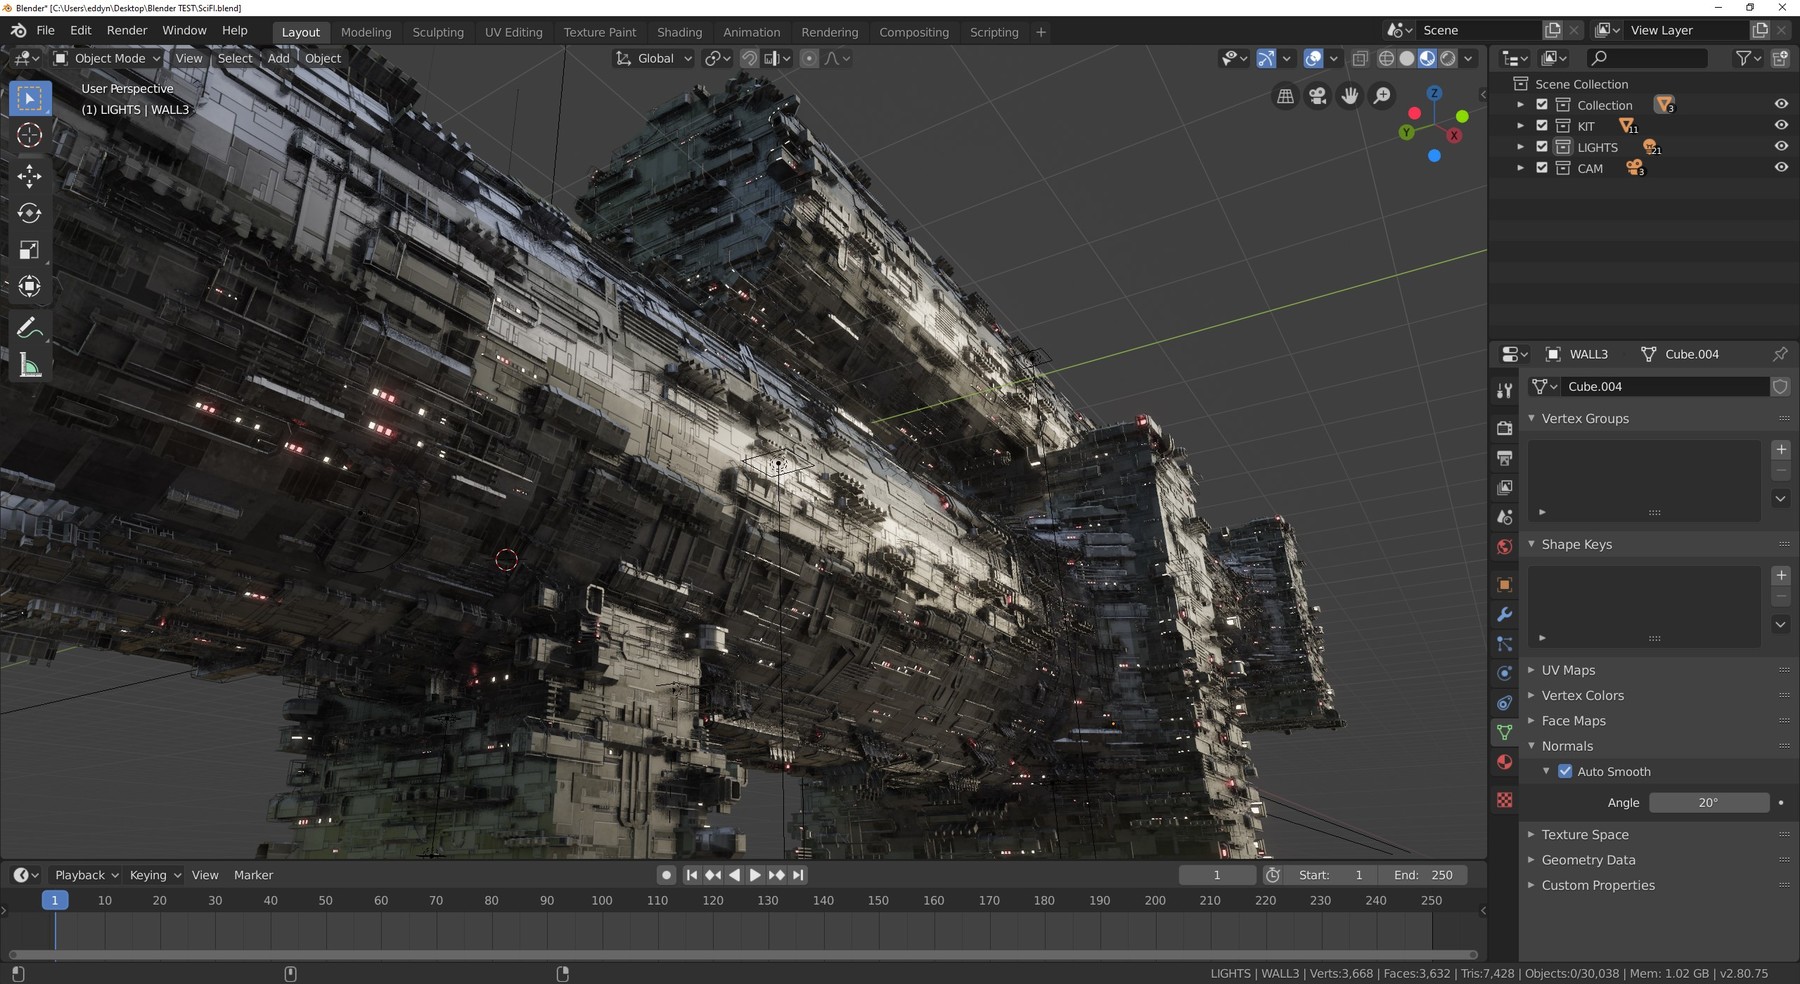 Blender* [C:\Users\eddyn\Desktop\Blender TEST\SciFI.blend]
File Edit Render Window Help Layout Modeling Sculpting UV Editing Texture Paint Shading Animation Rendering Compositing Scripting + Scene View Layer
Object Mode View Select Add Object Global
User Perspective
(1) LIGHTS | WALL3
Z
Y X
Scene Collection
Collection 3
KIT 11
LIGHTS 21
CAM 3
WALL3 Cube.004
Cube.004
Vertex Groups
Shape Keys
UV Maps
Vertex Colors
Face Maps
Normals
Auto Smooth
Angle 20°
Texture Space
Geometry Data
Custom Properties
Playback Keying View Marker 1 Start: 1 End: 250
1 10 20 30 40 50 60 70 80 90 100 110 120 130 140 150 160 170 180 190 200 210 220 230 240 250
LIGHTS | WALL3 | Verts:3,668 | Faces:3,632 | Tris:7,428 | Objects:0/30,038 | Mem: 1.02 GB | v2.80.75